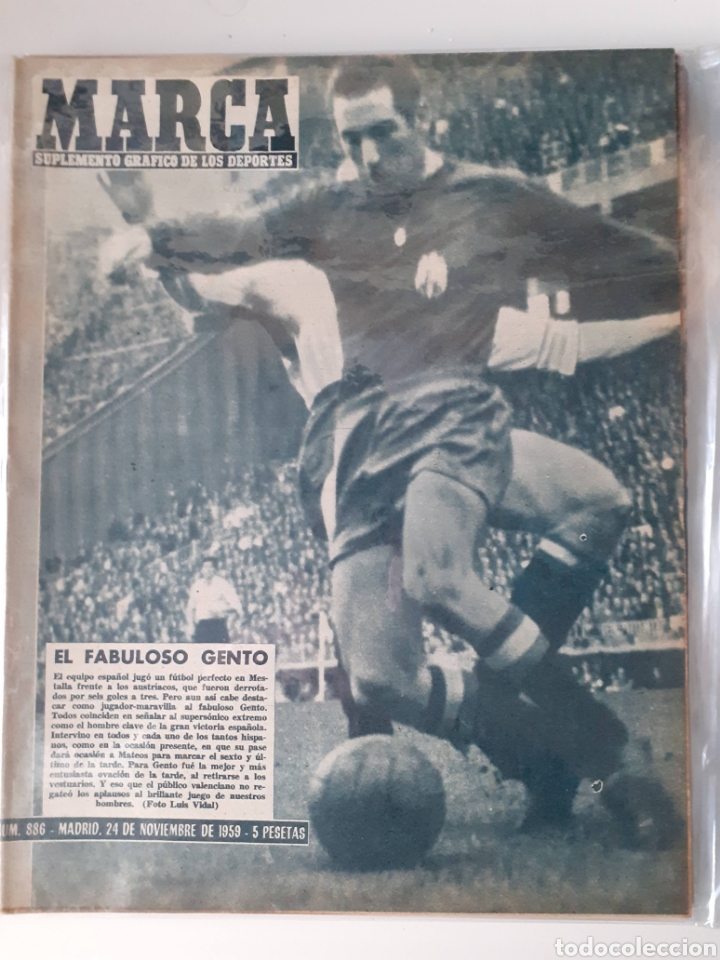 MARCA
SUPLEMENTO GRAFICO DE LOS DEPORTES
EL FABULOSO GENTO
El equipo español jugó un fútbol perfecto en Mes-
talla frente a los austríacos, que fueron derrota-
dos por seis goles a tres. Pero aun así cabe desta-
car como jugador-maravilla al fabuloso Gento.
Todos coinciden en señalar al supersónico extremo
como el hombre clave de la gran victoria española.
Intervino en todos y cada uno de los tantos hispa-
nos, como en la ocasión presente, en que su pase
dará ocasión a Mateos para marcar el sexto y úl-
timo de la tarde. Para Gento fué la mejor y más
entusiasta ovación de la tarde, al retirarse a los
vestuarios. Y eso que el público valenciano no re-
gateó los aplausos al brillante juego de nuestros
hombres. (Foto Luis Vidal)
NUM. 886 - MADRID, 24 DE NOVIEMBRE DE 1959 - 5 PESETAS
todocoleccion